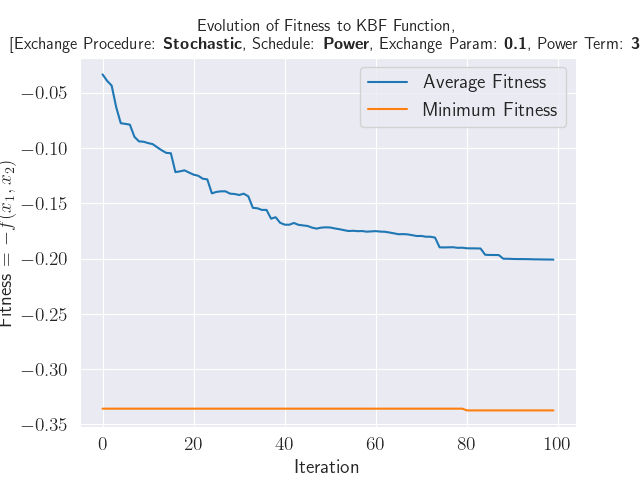 Evolution of Fitness to KBF Function,
[Exchange Procedure: Stochastic, Schedule: Power, Exchange Param: 0.1, Power Term: 3
Average Fitness
Minimum Fitness
Fitness = −f(x₁, x₂)
−0.05
−0.10
−0.15
−0.20
−0.25
−0.30
−0.35
0 20 40 60 80 100
Iteration